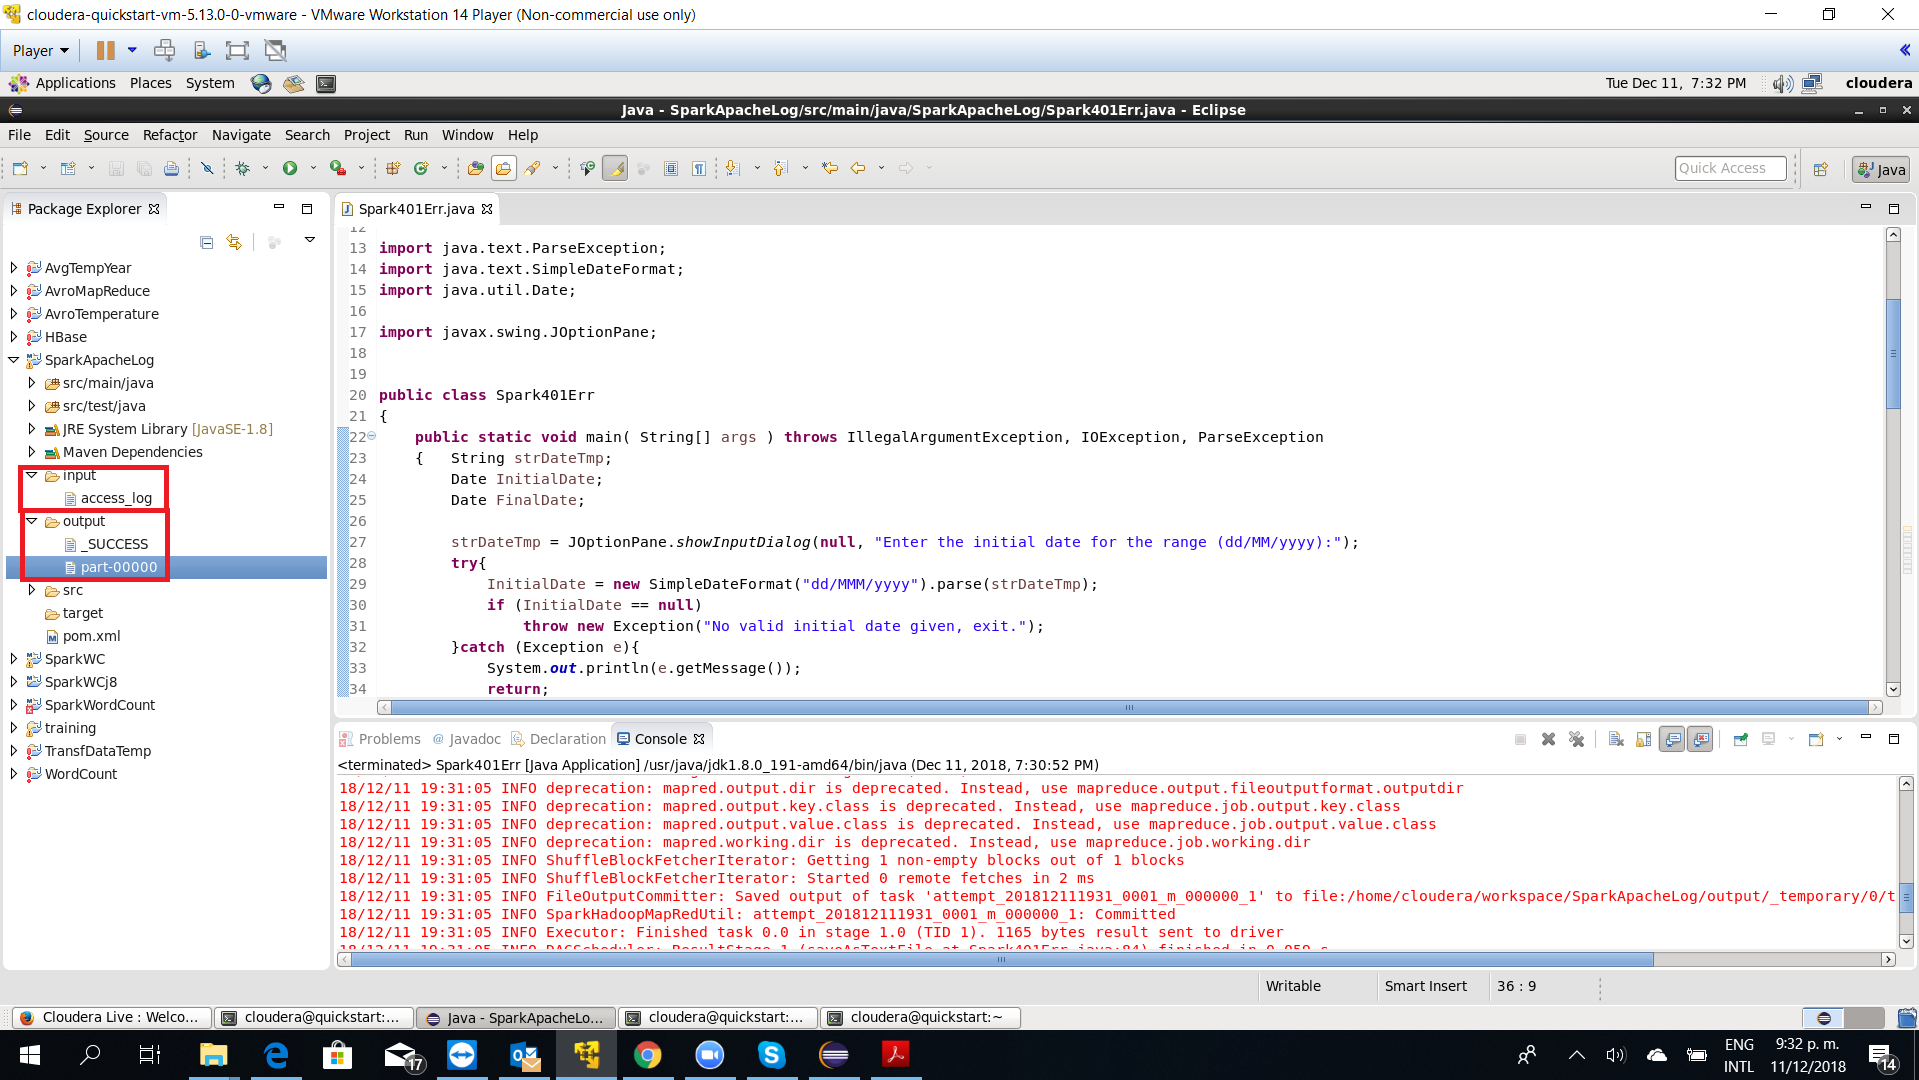 cloudera-quickstart-vm-5.13.0-0-vmware - VMware Workstation 14 Player (Non-commercial use only)
Player
Applications Places System
Tue Dec 11, 7:32 PM
cloudera
Java - SparkApacheLog/src/main/java/SparkApacheLog/Spark401Err.java - Eclipse
File Edit Source Refactor Navigate Search Project Run Window Help
Quick Access
Java
Package Explorer
AvgTempYear
AvroMapReduce
AvroTemperature
HBase
SparkApacheLog
src/main/java
src/test/java
JRE System Library [JavaSE-1.8]
Maven Dependencies
input
access_log
output
_SUCCESS
part-00000
src
target
pom.xml
SparkWC
SparkWCj8
SparkWordCount
training
TransfDataTemp
WordCount
Spark401Err.java
12
13 import java.text.ParseException;
14 import java.text.SimpleDateFormat;
15 import java.util.Date;
16
17 import javax.swing.JOptionPane;
18
19
20 public class Spark401Err
21 {
22 public static void main( String[] args ) throws IllegalArgumentException, IOException, ParseException
23 { String strDateTmp;
24 Date InitialDate;
25 Date FinalDate;
26
27 strDateTmp = JOptionPane.showInputDialog(null, "Enter the initial date for the range (dd/MM/yyyy):");
28 try{
29 InitialDate = new SimpleDateFormat("dd/MMM/yyyy").parse(strDateTmp);
30 if (InitialDate == null)
31 throw new Exception("No valid initial date given, exit.");
32 }catch (Exception e){
33 System.out.println(e.getMessage());
34 return;
Problems Javadoc Declaration Console
<terminated> Spark401Err [Java Application] /usr/java/jdk1.8.0_191-amd64/bin/java (Dec 11, 2018, 7:30:52 PM)
18/12/11 19:31:05 INFO deprecation: mapred.output.dir is deprecated. Instead, use mapreduce.output.fileoutputformat.outputdir
18/12/11 19:31:05 INFO deprecation: mapred.output.key.class is deprecated. Instead, use mapreduce.job.output.key.class
18/12/11 19:31:05 INFO deprecation: mapred.output.value.class is deprecated. Instead, use mapreduce.job.output.value.class
18/12/11 19:31:05 INFO deprecation: mapred.working.dir is deprecated. Instead, use mapreduce.job.working.dir
18/12/11 19:31:05 INFO ShuffleBlockFetcherIterator: Getting 1 non-empty blocks out of 1 blocks
18/12/11 19:31:05 INFO ShuffleBlockFetcherIterator: Started 0 remote fetches in 2 ms
18/12/11 19:31:05 INFO FileOutputCommitter: Saved output of task 'attempt_201812111931_0001_m_000000_1' to file:/home/cloudera/workspace/SparkApacheLog/output/_temporary/0/t
18/12/11 19:31:05 INFO SparkHadoopMapRedUtil: attempt_201812111931_0001_m_000000_1: Committed
18/12/11 19:31:05 INFO Executor: Finished task 0.0 in stage 1.0 (TID 1). 1165 bytes result sent to driver
18/12/11 19:31:05 INFO DAGScheduler: ResultStage 1 (saveAsTextFile at Spark401Err.java:84) finished in 0.059 s
Writable Smart Insert 36 : 9
Cloudera Live : Welco... cloudera@quickstart:... Java - SparkApacheLo... cloudera@quickstart:... cloudera@quickstart:~
17
ENG
INTL
9:32 p. m.
11/12/2018
14